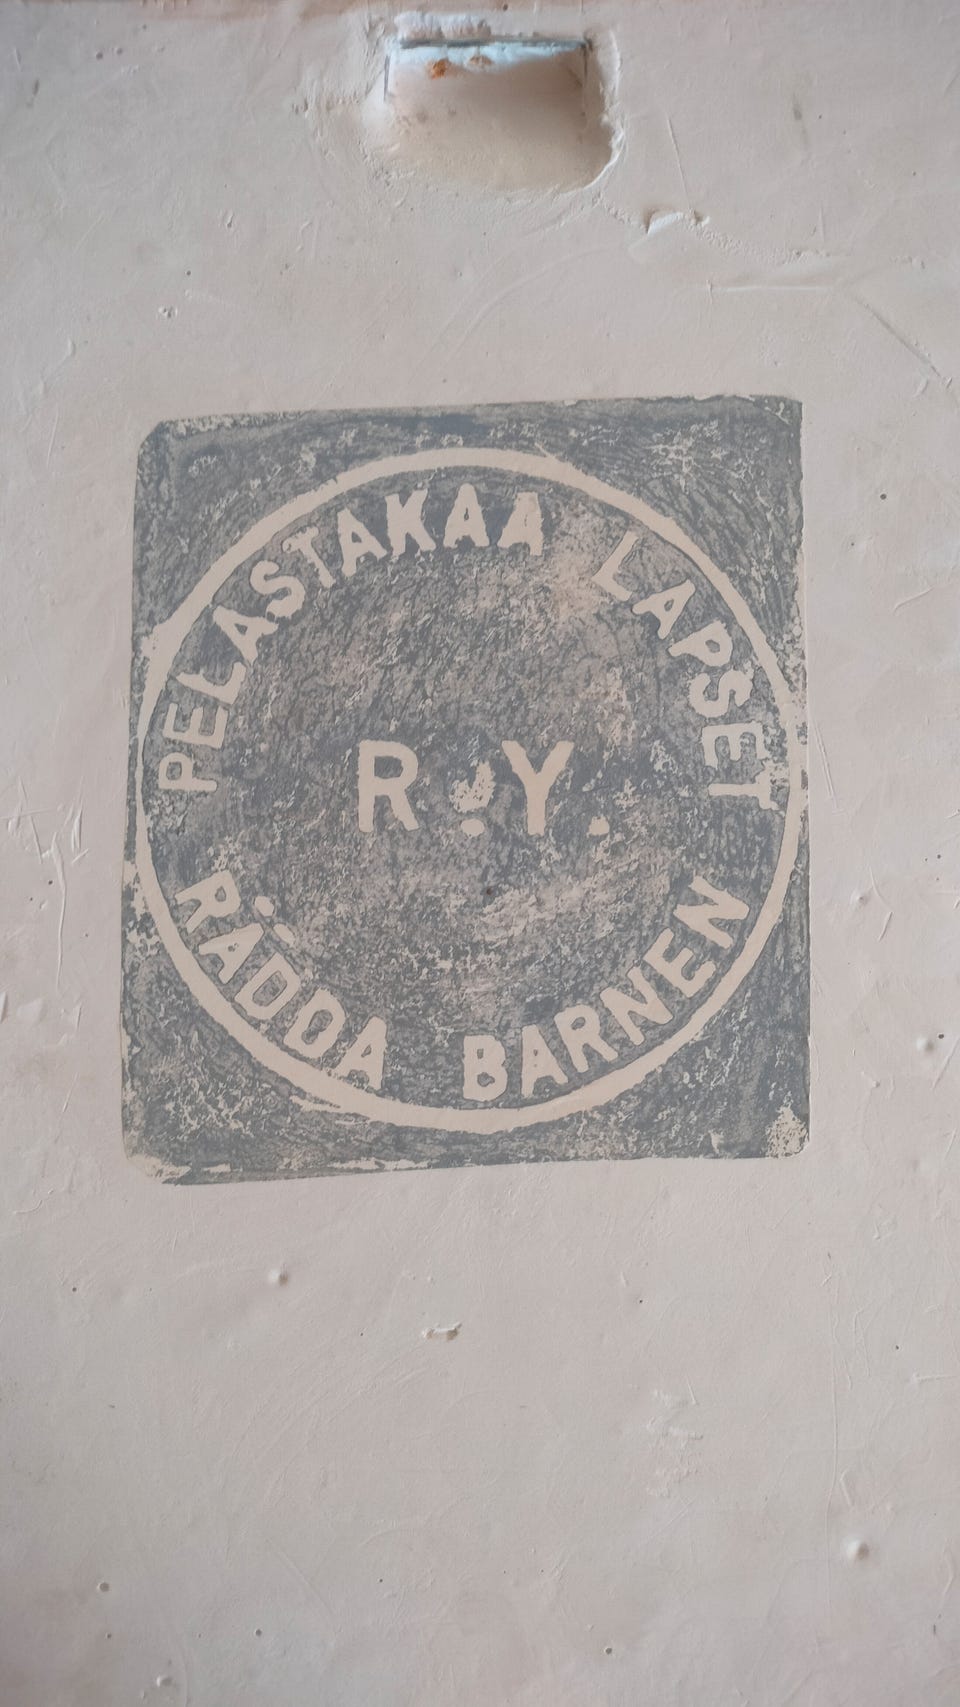 PELASTAKAA LAPSET
R.Y.
RÄDDA BARNEN